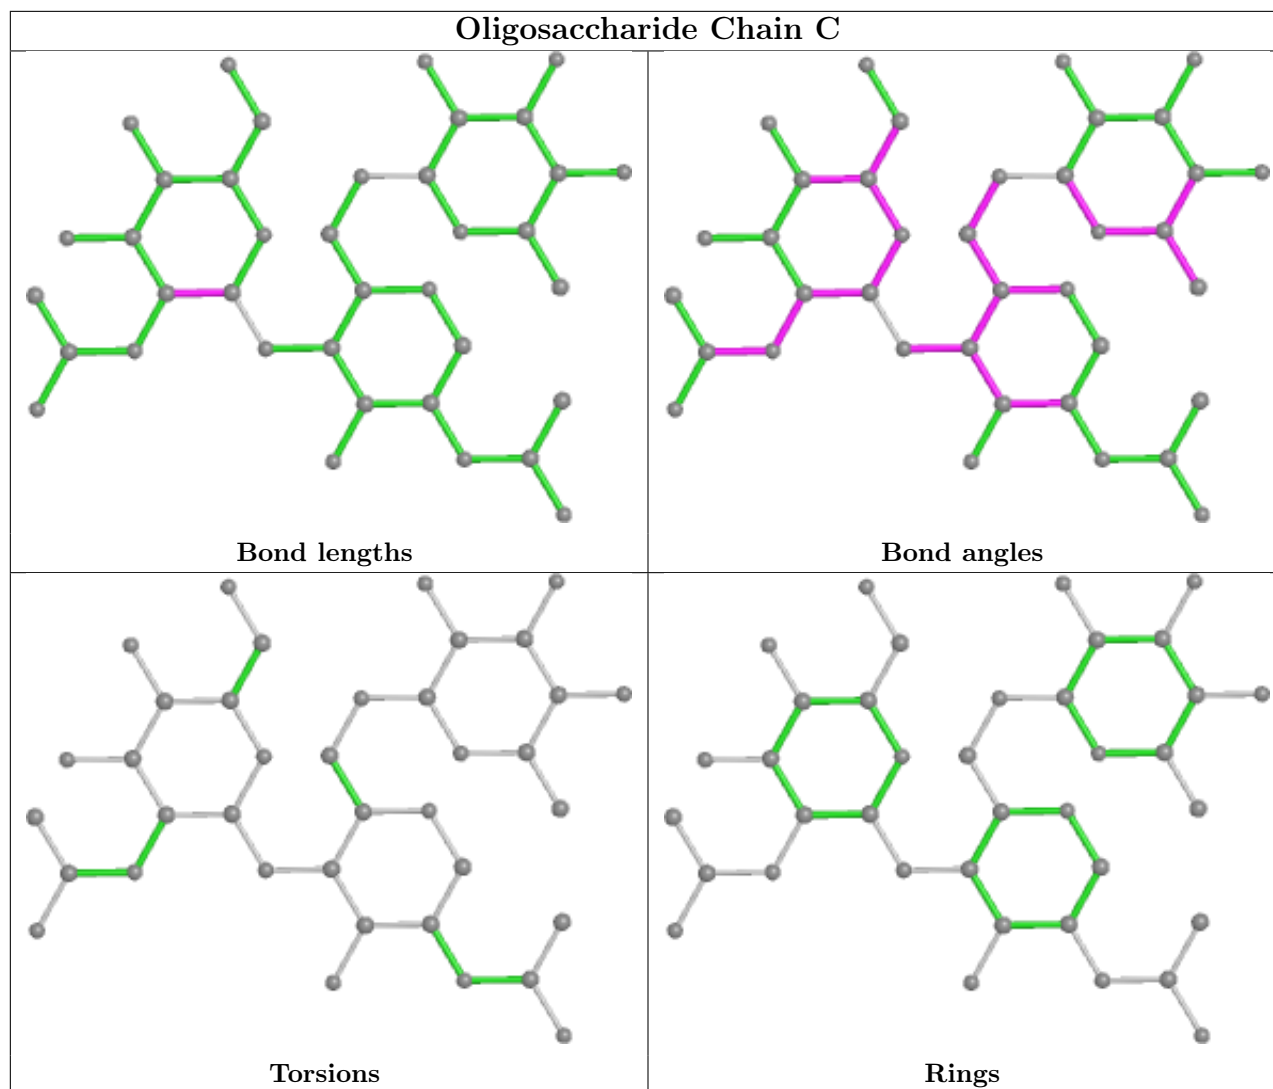 Oligosaccharide Chain C
Bond lengths
Bond angles
Torsions
Rings